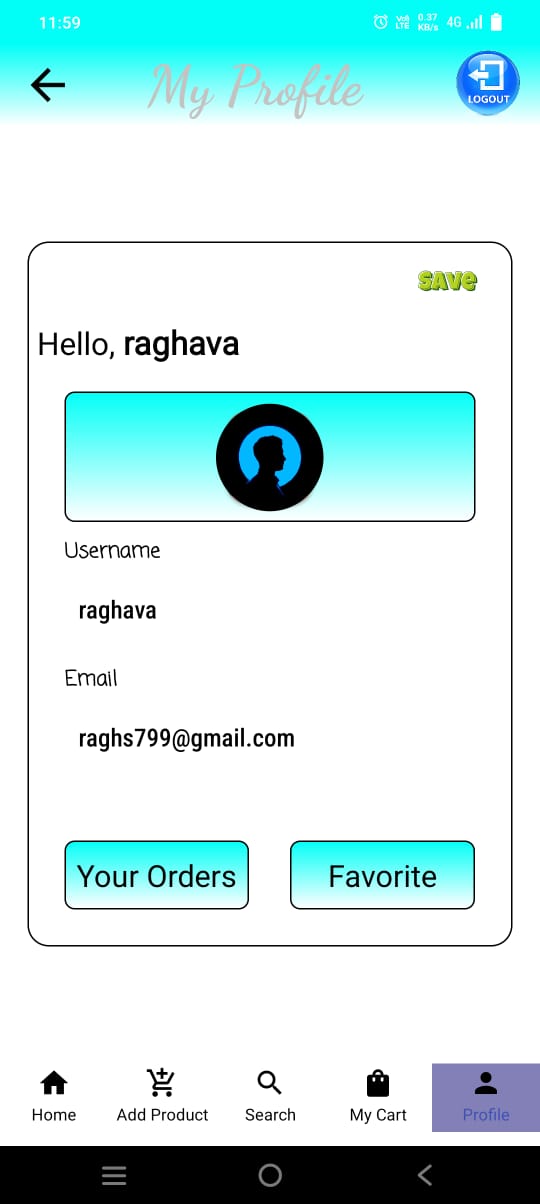 11:59
Vo)) LTE 0.37 KB/s 4G
My Profile
LOGOUT
SAVE
Hello, raghava
Username
raghava
Email
raghs799@gmail.com
Your Orders Favorite
Home Add Product Search My Cart Profile